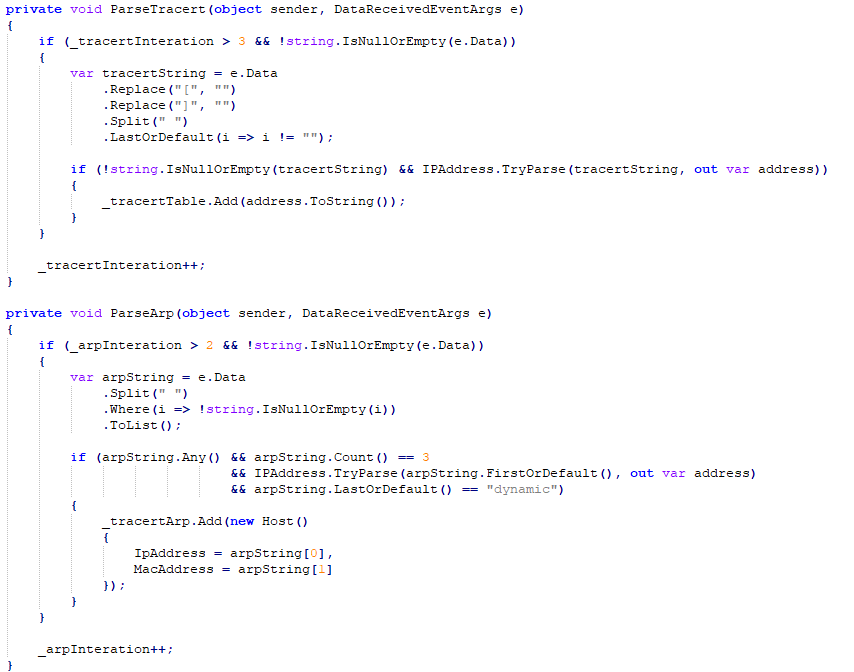 private void ParseTracert(object sender, DataReceivedEventArgs e)
{
    if (_tracertInteration > 3 && !string.IsNullOrEmpty(e.Data))
    {
        var tracertString = e.Data
            .Replace("[", "")
            .Replace("]", "")
            .Split(" ")
            .LastOrDefault(i => i != "");

        if (!string.IsNullOrEmpty(tracertString) && IPAddress.TryParse(tracertString, out var address))
        {
            _tracertTable.Add(address.ToString());
        }
    }

    _tracertInteration++;
}

private void ParseArp(object sender, DataReceivedEventArgs e)
{
    if (_arpInteration > 2 && !string.IsNullOrEmpty(e.Data))
    {
        var arpString = e.Data
            .Split(" ")
            .Where(i => !string.IsNullOrEmpty(i))
            .ToList();

        if (arpString.Any() && arpString.Count() == 3
                            && IPAddress.TryParse(arpString.FirstOrDefault(), out var address)
                            && arpString.LastOrDefault() == "dynamic")
        {
            _tracertArp.Add(new Host()
            {
                IpAddress = arpString[0],
                MacAddress = arpString[1]
            });
        }
    }

    _arpInteration++;
}